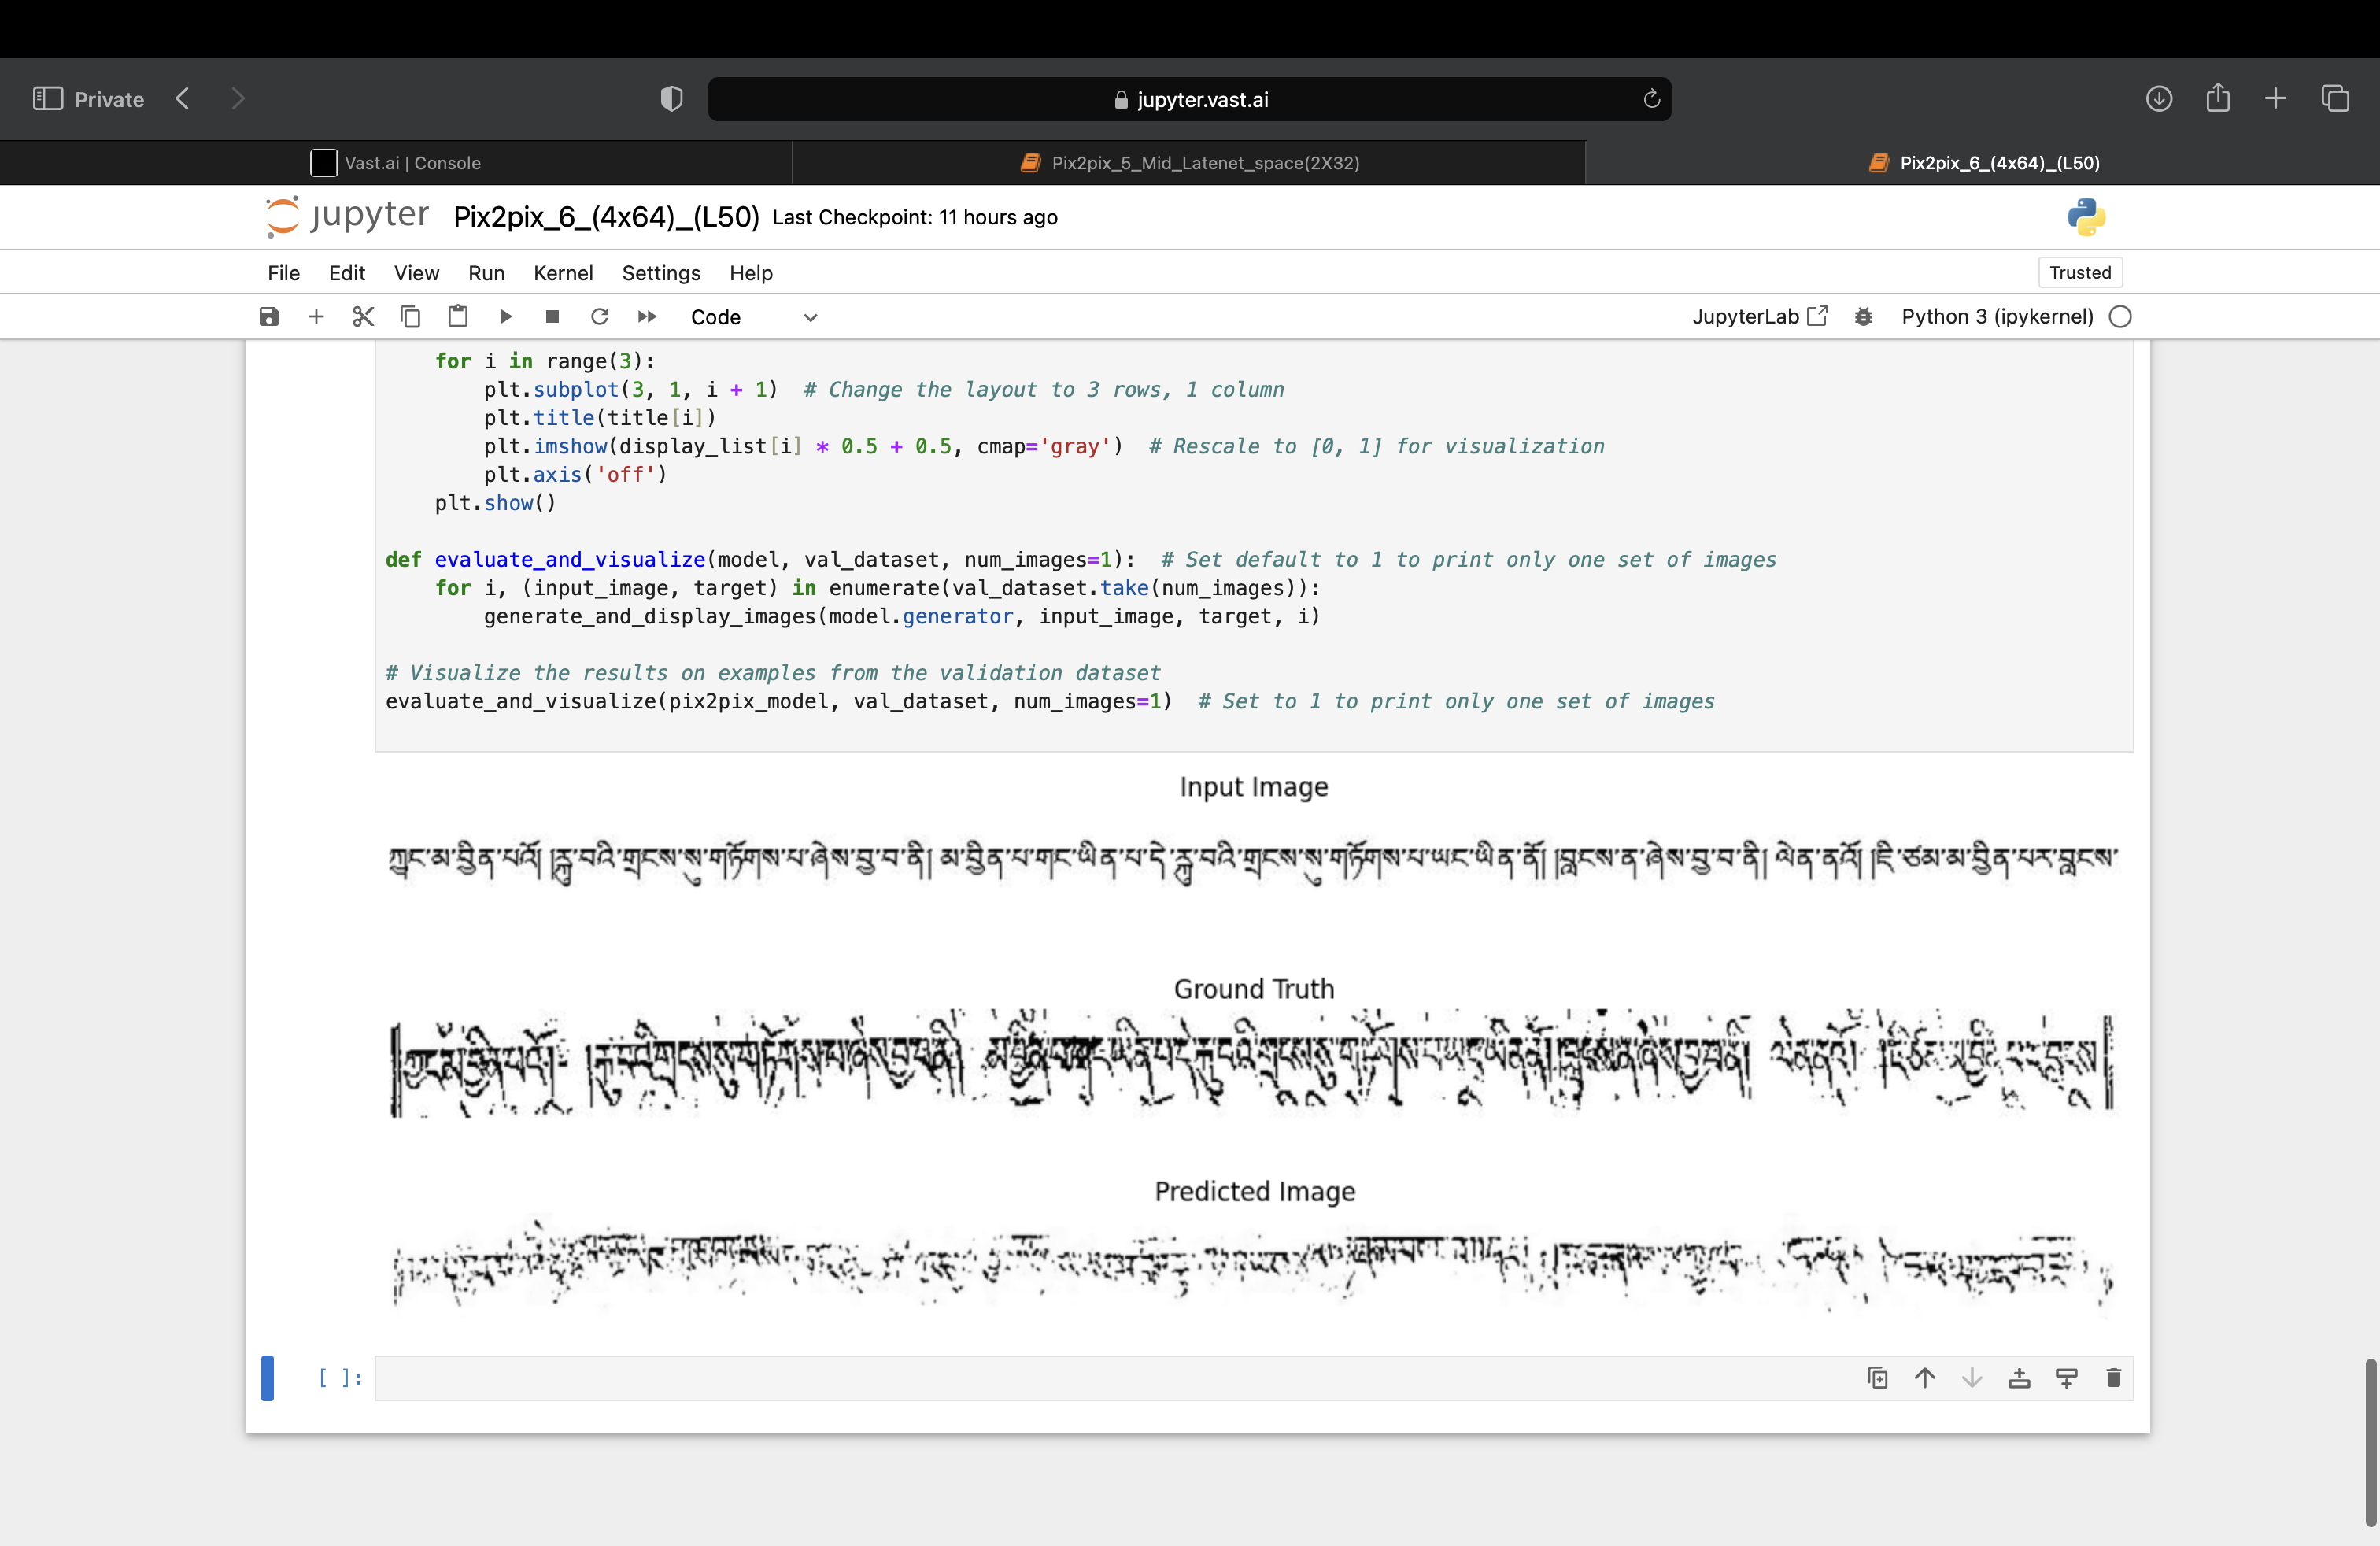 Private
jupyter.vast.ai
Vast.ai | Console
Pix2pix_5_Mid_Latenet_space(2X32)
Pix2pix_6_(4x64)_(L50)
jupyter Pix2pix_6_(4x64)_(L50) Last Checkpoint: 11 hours ago
File Edit View Run Kernel Settings Help
Trusted
Code
JupyterLab
Python 3 (ipykernel)
    for i in range(3):
        plt.subplot(3, 1, i + 1)  # Change the layout to 3 rows, 1 column
        plt.title(title[i])
        plt.imshow(display_list[i] * 0.5 + 0.5, cmap='gray')  # Rescale to [0, 1] for visualization
        plt.axis('off')
    plt.show()
def evaluate_and_visualize(model, val_dataset, num_images=1):  # Set default to 1 to print only one set of images
    for i, (input_image, target) in enumerate(val_dataset.take(num_images)):
        generate_and_display_images(model.generator, input_image, target, i)
# Visualize the results on examples from the validation dataset
evaluate_and_visualize(pix2pix_model, val_dataset, num_images=1)  # Set to 1 to print only one set of images
Input Image
ཀྱང་མ་བྱིན་པའོ། །རྐུ་བའི་གྲངས་སུ་གཏོགས་པ་ཞེས་བྱ་བ་ནི། མ་བྱིན་པ་གང་ཡིན་པ་དེ་རྐུ་བའི་གྲངས་སུ་གཏོགས་པ་ཡང་ཡིན་ནོ། །བླངས་ན་ཞེས་བྱ་བ་ནི། ལེན་ནའོ། །ཇི་ཙམ་མ་བྱིན་པར་བླངས་
Ground Truth
Predicted Image
[ ]: